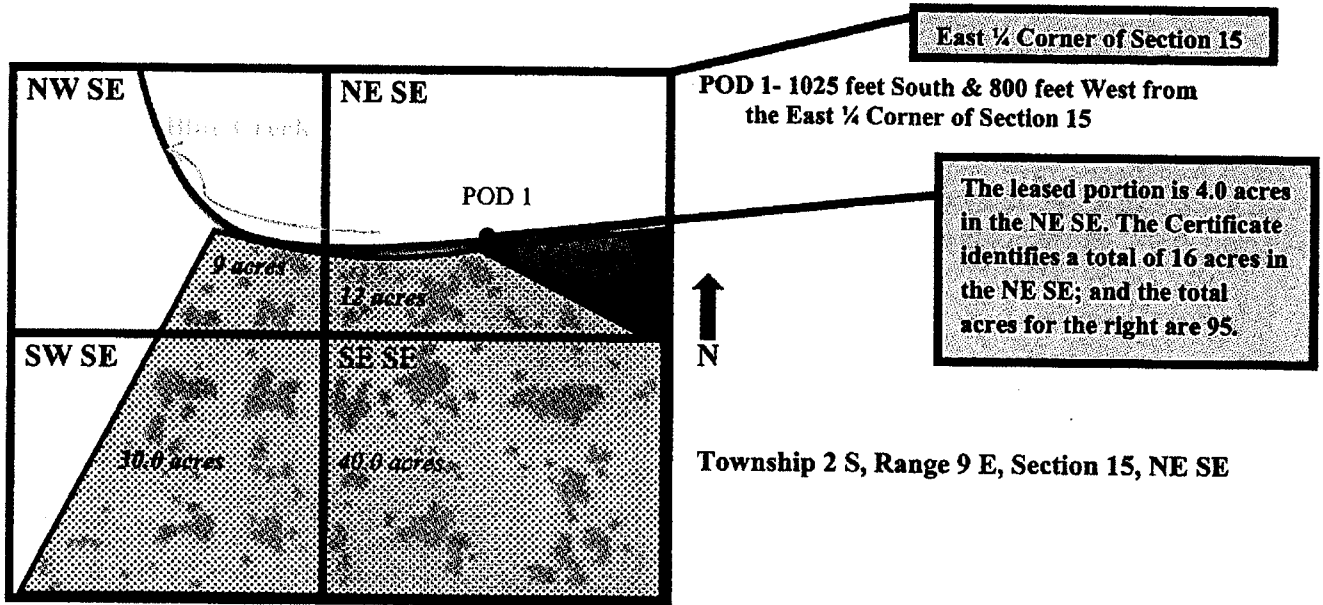 East ¼ Corner of Section 15
NW SE
NE SE
POD 1- 1025 feet South & 800 feet West from
the East ¼ Corner of Section 15
Blue Creek
POD 1
The leased portion is 4.0 acres
in the NE SE. The Certificate
identifies a total of 16 acres in
the NE SE; and the total
acres for the right are 95.
9 acres
12 acres
N
SW SE
SE SE
30.0 acres
40.0 acres
Township 2 S, Range 9 E, Section 15, NE SE